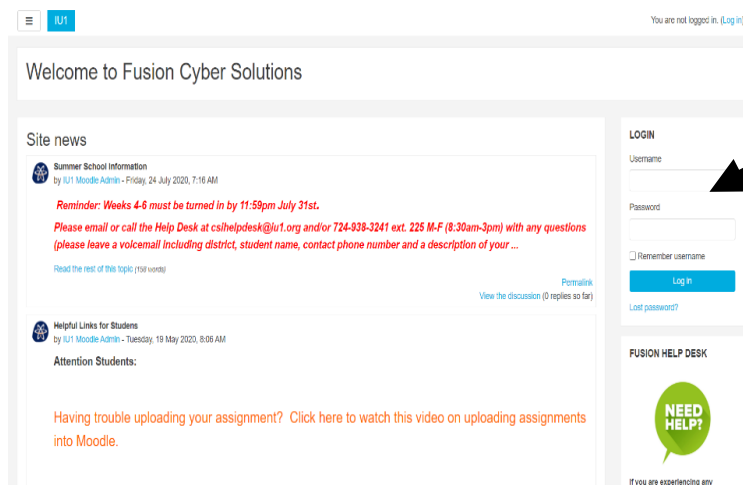 IU1
You are not logged in. (Log in)
Welcome to Fusion Cyber Solutions
Site news
Summer School Information
by IU1 Moodle Admin - Friday, 24 July 2020, 7:16 AM
Reminder: Weeks 4-6 must be turned in by 11:59pm July 31st.
Please email or call the Help Desk at csihelpdesk@iu1.org and/or 724-938-3241 ext. 225 M-F (8:30am-3pm) with any questions
(please leave a voicemail including district, student name, contact phone number and a description of your ...
Read the rest of this topic (158 words)
Permalink
View the discussion (0 replies so far)
Helpful Links for Studens
by IU1 Moodle Admin - Tuesday, 19 May 2020, 8:06 AM
Attention Students:
Having trouble uploading your assignment? Click here to watch this video on uploading assignments
into Moodle.
LOGIN
Username
Password
Remember username
Log in
Lost password?
FUSION HELP DESK
NEED
HELP?
If you are experiencing any